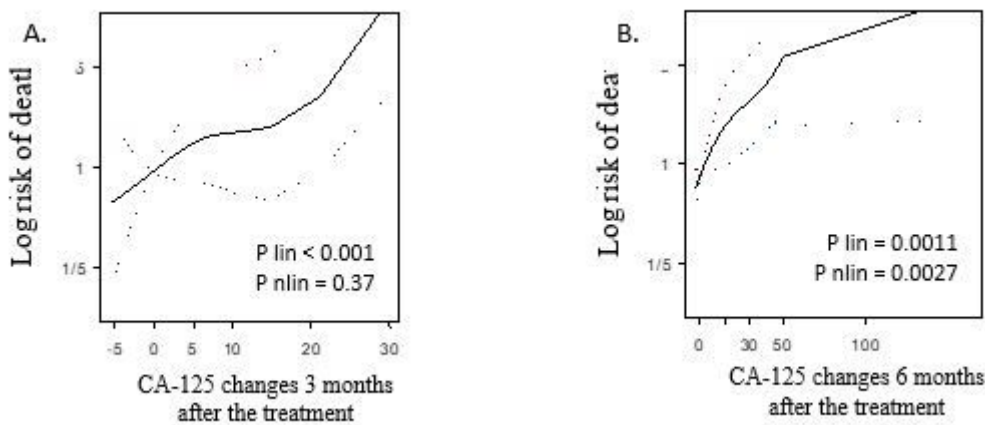 A.
Log risk of deatl
5
1
1/5
P lin < 0.001
P nlin = 0.37
-5 0 5 10 20 30
CA-125 changes 3 months
after the treatment
B.
Log risk of dea
1
1/5
P lin = 0.0011
P nlin = 0.0027
0 30 50 100
CA-125 changes 6 months
after the treatment